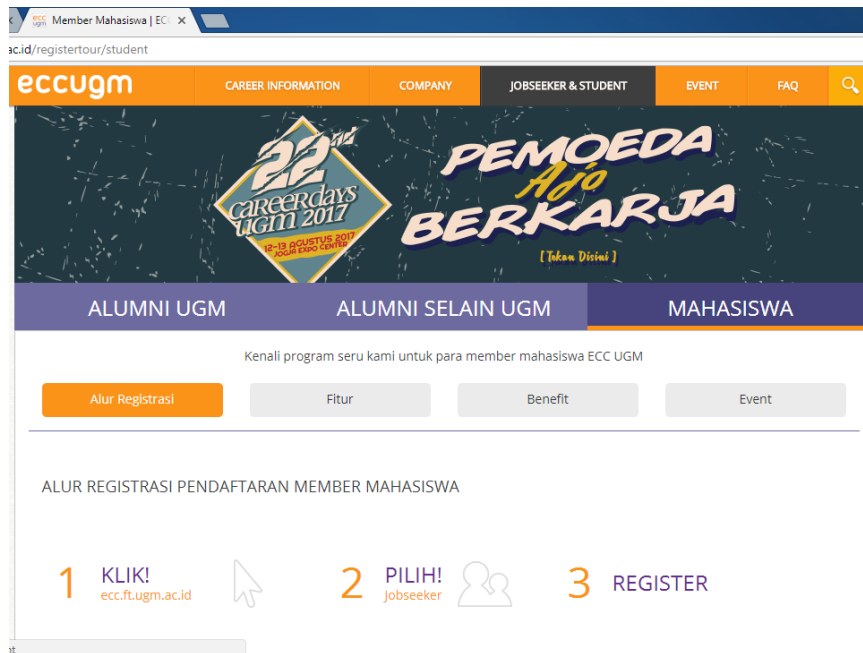 ecc ugm Member Mahasiswa | EC
ac.id/registertour/student
eccugm CAREER INFORMATION COMPANY JOBSEEKER & STUDENT EVENT FAQ
22ND
CAREERdays
UGM 2017
12-13 AGUSTUS 2017
JOGJA EXPO CENTER
PEMOEDA
Ajo
BERKARJA
[ Tekan Disini ]
ALUMNI UGM ALUMNI SELAIN UGM MAHASISWA
Kenali program seru kami untuk para member mahasiswa ECC UGM
Alur Registrasi Fitur Benefit Event
ALUR REGISTRASI PENDAFTARAN MEMBER MAHASISWA
1 KLIK! 2 PILIH! 3 REGISTER
ecc.ft.ugm.ac.id Jobseeker